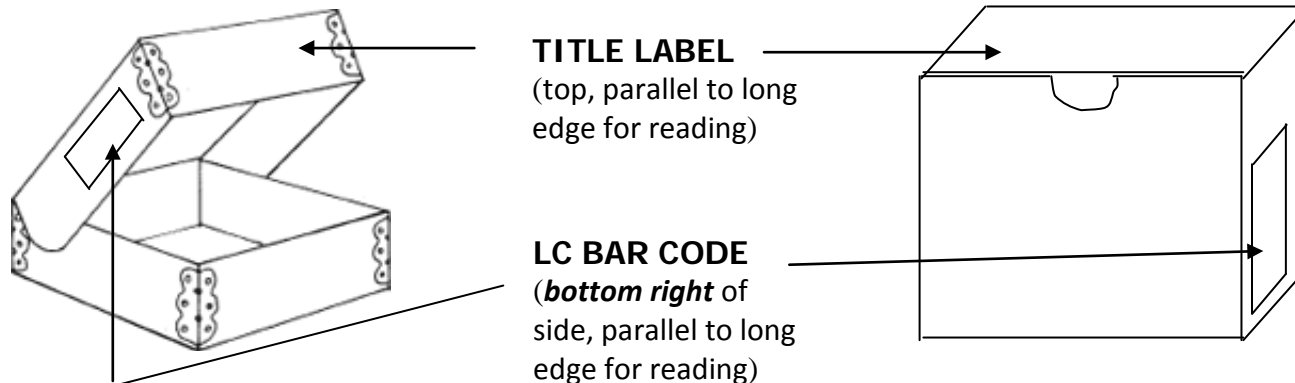 TITLE LABEL
(top, parallel to long
edge for reading)
LC BAR CODE
(bottom right of
side, parallel to long
edge for reading)